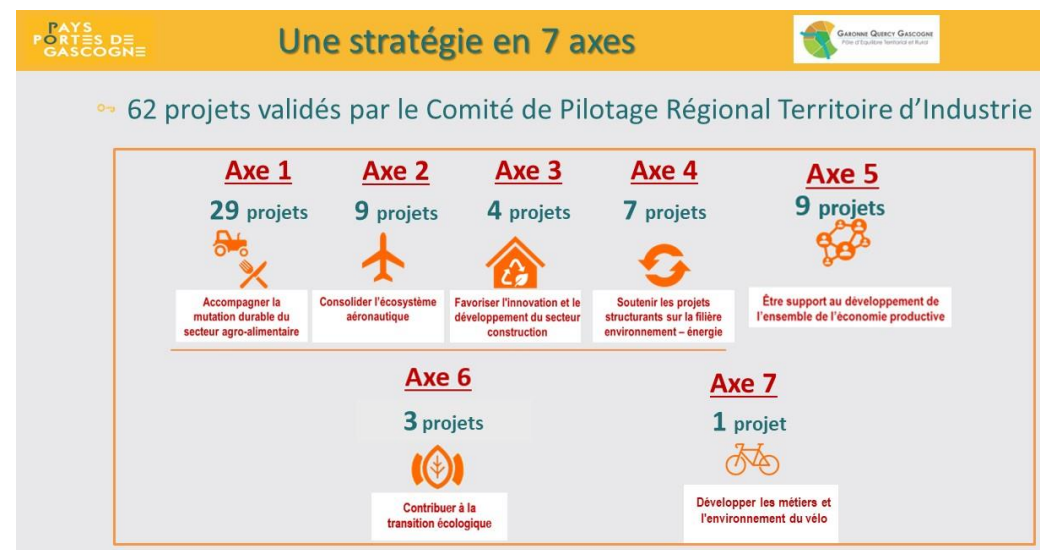 PAYS
PORTES DE
GASCOGNE
Une stratégie en 7 axes
GARONNE QUERCY GASCOGNE
Pôle d'Equilibre Territorial et Rural
62 projets validés par le Comité de Pilotage Régional Territoire d'Industrie
Axe 1
29 projets
Accompagner la
mutation durable du
secteur agro-alimentaire
Axe 2
9 projets
Consolider l'écosystème
aéronautique
Axe 3
4 projets
Favoriser l'innovation et le
développement du secteur
construction
Axe 4
7 projets
Soutenir les projets
structurants sur la filière
environnement – énergie
Axe 5
9 projets
Être support au développement de
l'ensemble de l'économie productive
Axe 6
3 projets
Contribuer à la
transition écologique
Axe 7
1 projet
Développer les métiers et
l'environnement du vélo